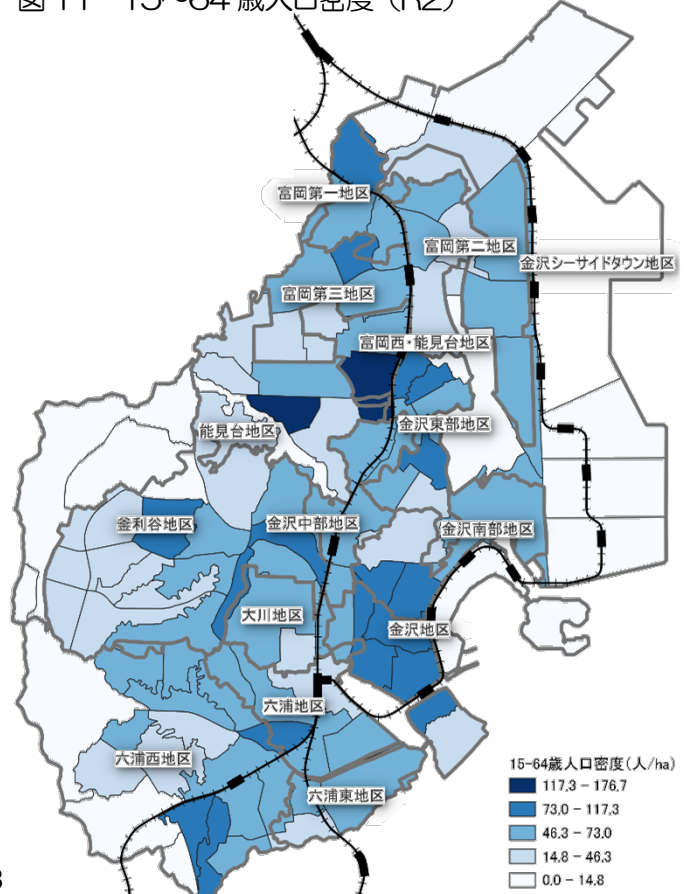 図 11 15~64 歳人口密度（R2）
富岡第一地区
富岡第二地区
金沢シーサイドタウン地区
富岡第三地区
富岡西・能見台地区
能見台地区
金沢東部地区
釜利谷地区
金沢中部地区
金沢南部地区
大川地区
金沢地区
六浦地区
六浦西地区
六浦東地区
15-64歳人口密度(人/ha)
117.3 - 176.7
73.0 - 117.3
46.3 - 73.0
14.8 - 46.3
0.0 - 14.8